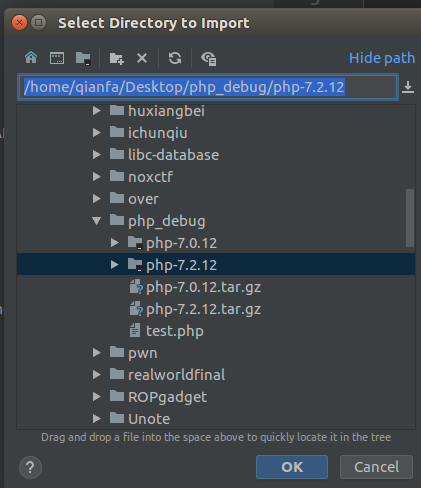 Select Directory to Import
Hide path
/home/qianfa/Desktop/php_debug/php-7.2.12
huxiangbei
ichunqiu
libc-database
noxctf
over
php_debug
php-7.0.12
php-7.2.12
php-7.0.12.tar.gz
php-7.2.12.tar.gz
test.php
pwn
realworldfinal
ROPgadget
Unote
Drag and drop a file into the space above to quickly locate it in the tree
?
OK
Cancel